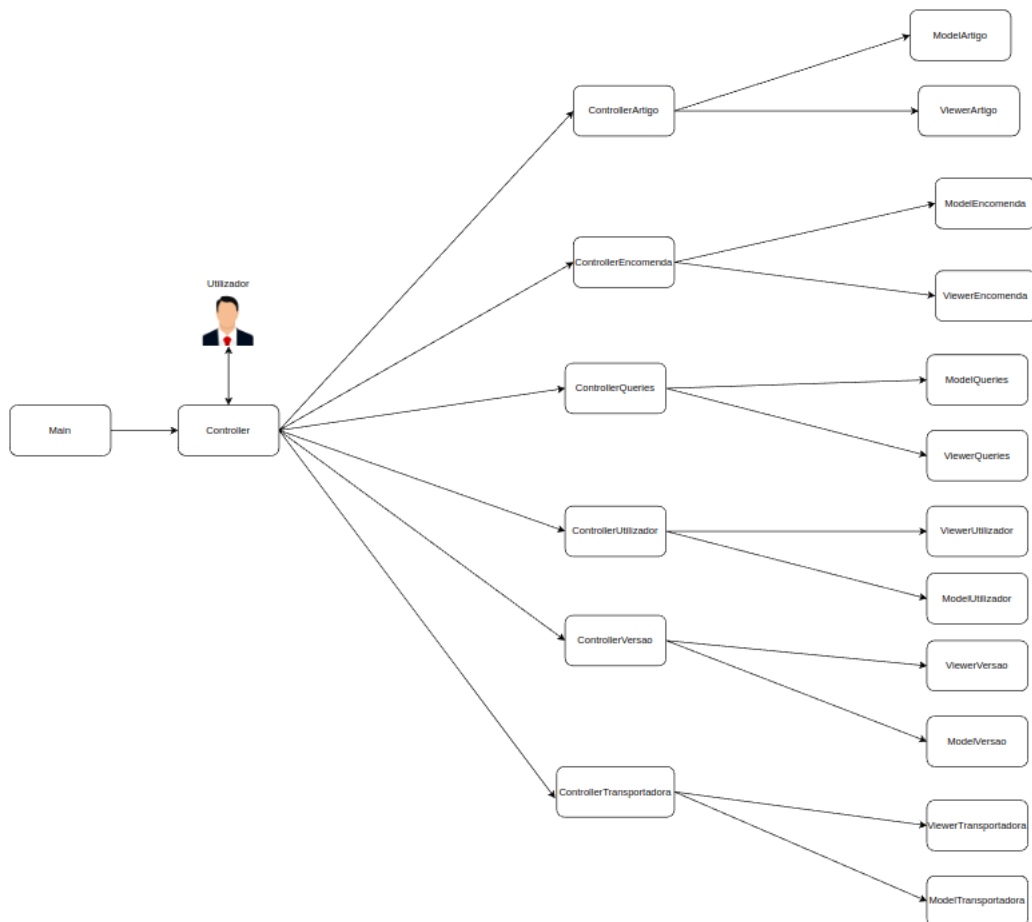 ModelArtigo
ControllerArtigo
ViewerArtigo
ModelEncomenda
ControllerEncomenda
Utilizador
ViewerEncomenda
ControllerQueries
ModelQueries
Main
Controller
ViewerQueries
ControllerUtilizador
ViewerUtilizador
ModelUtilizador
ControllerVersao
ViewerVersao
ModelVersao
ControllerTransportadora
ViewerTransportadora
ModelTransportadora